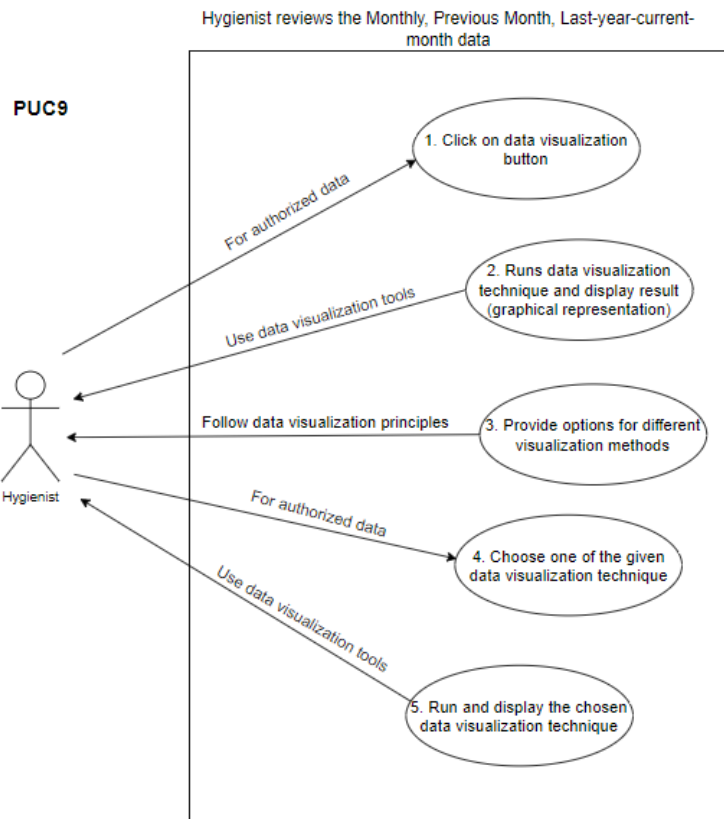 Hygienist reviews the Monthly, Previous Month, Last-year-current-
month data
PUC9
1. Click on data visualization
button
For authorized data
2. Runs data visualization
technique and display result
(graphical representation)
Use data visualization tools
Follow data visualization principles
3. Provide options for different
visualization methods
Hygienist
For authorized data
4. Choose one of the given
data visualization technique
Use data visualization tools
5. Run and display the chosen
data visualization technique